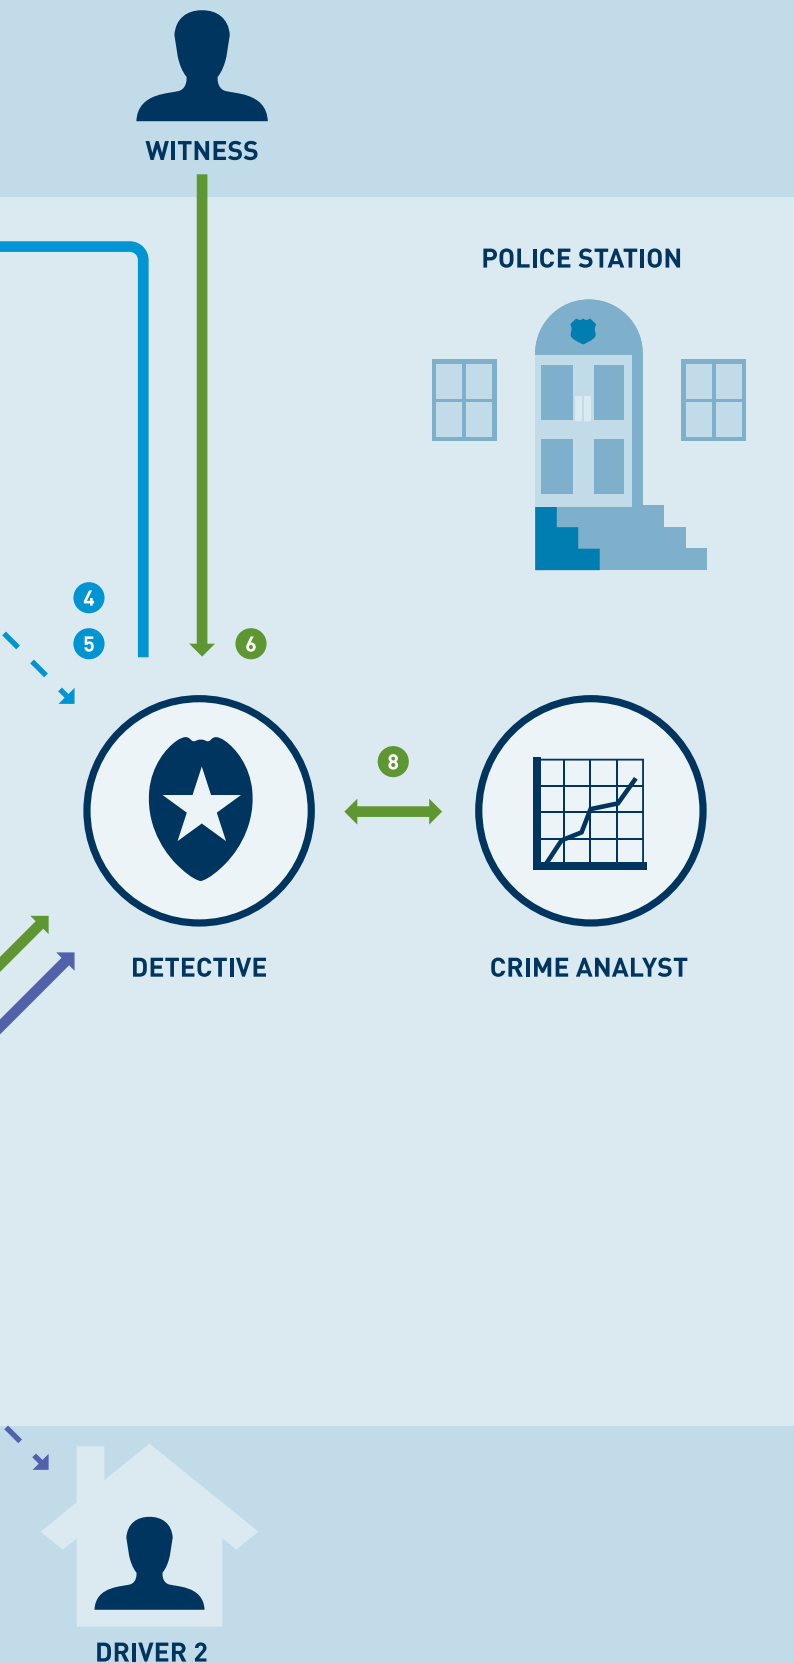 WITNESS
POLICE STATION
4
5
6
8
DETECTIVE
CRIME ANALYST
DRIVER 2